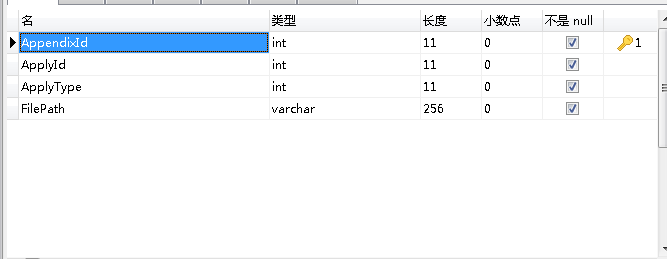 名 类型 长度 小数点 不是 null
AppendixId int 11 0 1
ApplyId int 11 0
ApplyType int 11 0
FilePath varchar 256 0